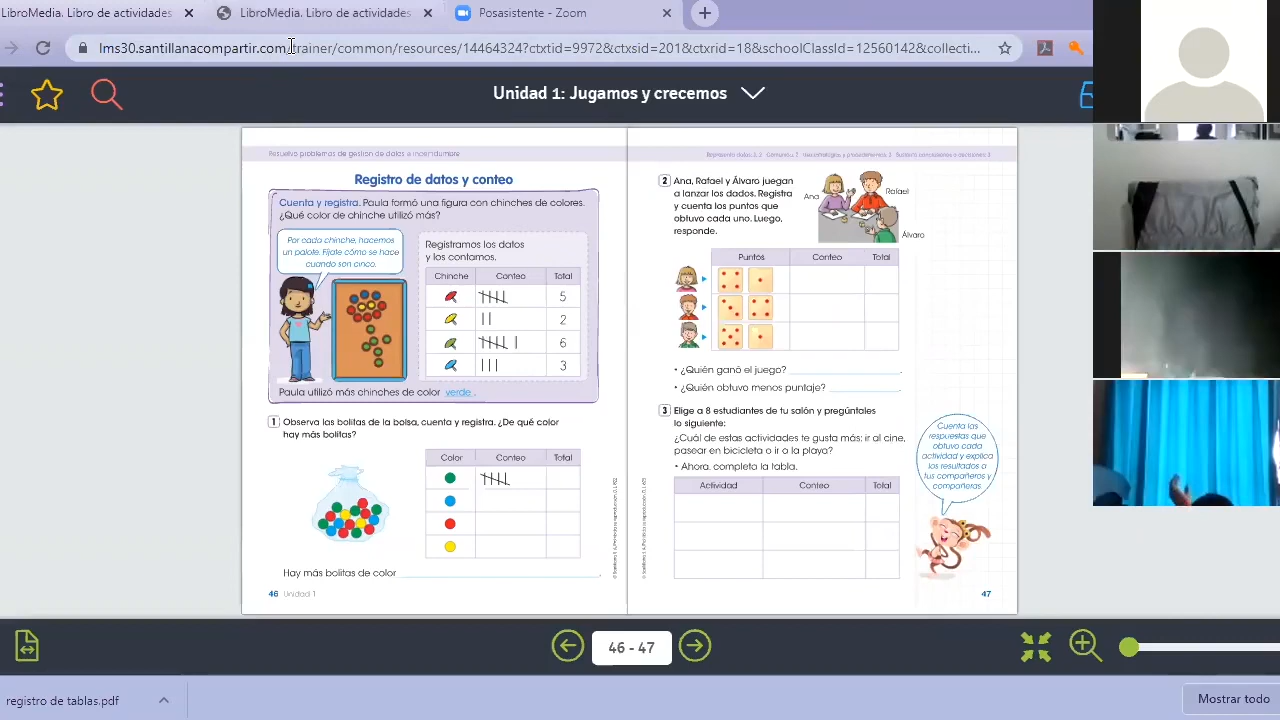 LibroMedia. Libro de actividades
LibroMedia. Libro de actividades
Posasistente - Zoom
lms30.santillanacompartir.com/trainer/common/resources/14464324?ctxtid=9972&ctxsid=201&ctxrid=18&schoolClassId=12560142&collecti...
Unidad 1: Jugamos y crecemos
Resuelvo problemas de gestión de datos e incertidumbre
Registro de datos y conteo
Cuenta y registra. Paula formó una figura con chinches de colores.
¿Qué color de chinche utilizó más?
Por cada chinche, hacemos
un palote. Fíjate cómo se hace
cuando son cinco.
Registramos los datos
y los contamos.
Chinche Conteo Total
5
2
6
3
Paula utilizó más chinches de color verde.
1 Observa las bolitas de la bolsa, cuenta y registra. ¿De qué color
hay más bolitas?
Color Conteo Total
Hay más bolitas de color
46 Unidad 1
2 Ana, Rafael y Álvaro juegan
a lanzar los dados. Registra
y cuenta los puntos que
obtuvo cada uno. Luego,
responde.
Ana
Rafael
Álvaro
Puntos Conteo Total
• ¿Quién ganó el juego?
• ¿Quién obtuvo menos puntaje?
3 Elige a 8 estudiantes de tu salón y pregúntales
lo siguiente:
¿Cuál de estas actividades te gusta más: ir al cine,
pasear en bicicleta o ir a la playa?
• Ahora, completa la tabla.
Actividad Conteo Total
Cuenta las
respuestas que
obtuvo cada
actividad y explica
los resultados a
tus compañeros y
compañeras.
47
46 - 47
registro de tablas.pdf
Mostrar todo